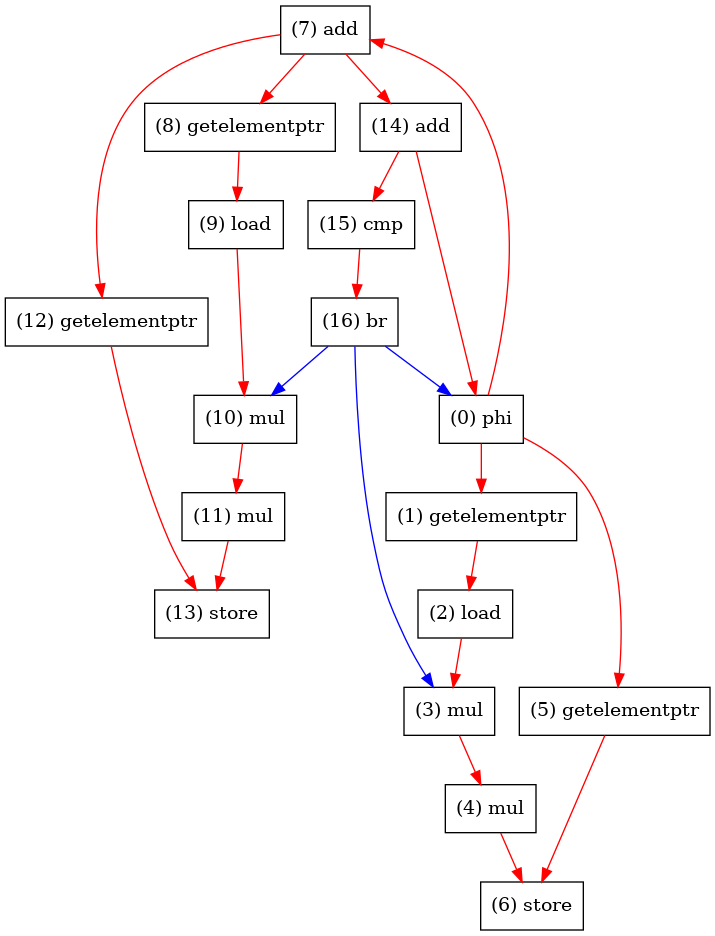 (7) add
(8) getelementptr
(14) add
(9) load
(15) cmp
(12) getelementptr
(16) br
(10) mul
(0) phi
(11) mul
(1) getelementptr
(13) store
(2) load
(3) mul
(5) getelementptr
(4) mul
(6) store